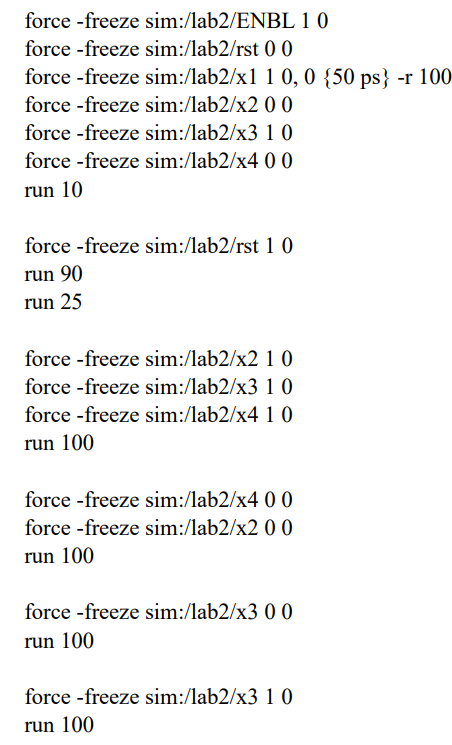 force -freeze sim:/lab2/ENBL 1 0
force -freeze sim:/lab2/rst 0 0
force -freeze sim:/lab2/x1 1 0, 0 {50 ps} -r 100
force -freeze sim:/lab2/x2 0 0
force -freeze sim:/lab2/x3 1 0
force -freeze sim:/lab2/x4 0 0
run 10

force -freeze sim:/lab2/rst 1 0
run 90
run 25

force -freeze sim:/lab2/x2 1 0
force -freeze sim:/lab2/x3 1 0
force -freeze sim:/lab2/x4 1 0
run 100

force -freeze sim:/lab2/x4 0 0
force -freeze sim:/lab2/x2 0 0
run 100

force -freeze sim:/lab2/x3 0 0
run 100

force -freeze sim:/lab2/x3 1 0
run 100